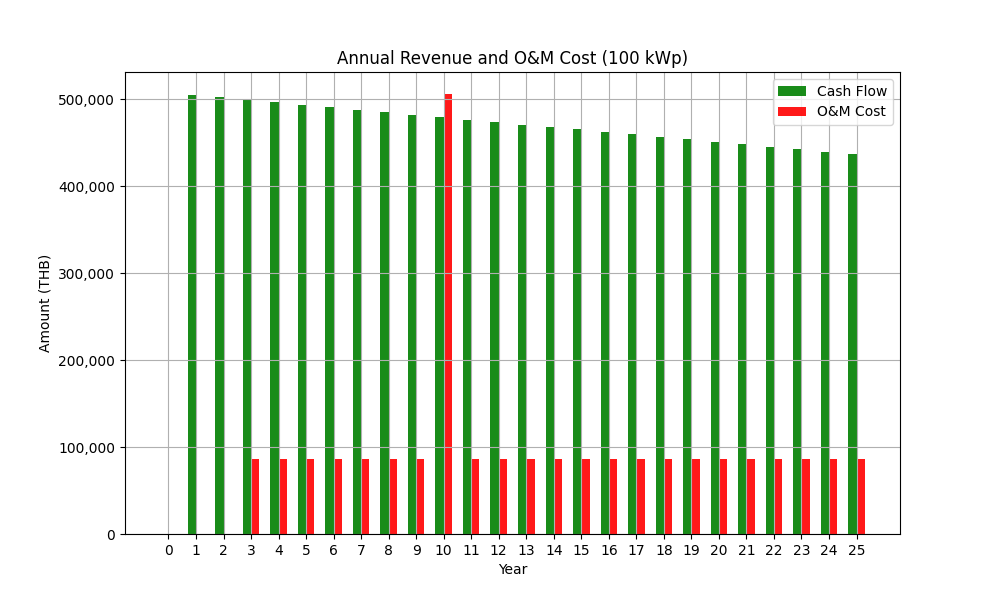 Annual Revenue and O&M Cost (100 kWp)
Cash Flow
O&M Cost
Amount (THB)
500,000
400,000
300,000
200,000
100,000
0
0 1 2 3 4 5 6 7 8 9 10 11 12 13 14 15 16 17 18 19 20 21 22 23 24 25
Year